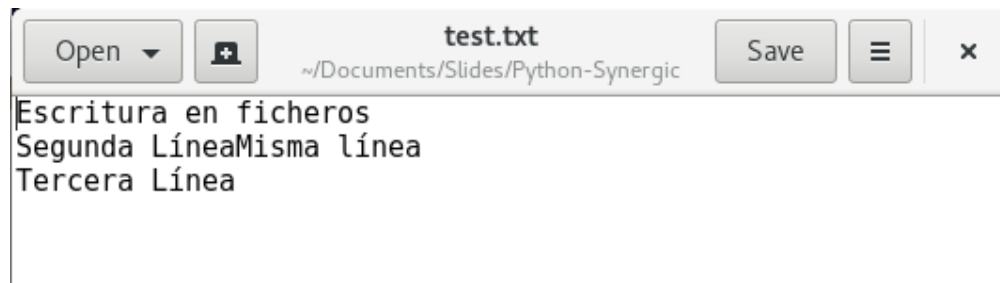 Open
test.txt
~/Documents/Slides/Python-Synergic
Save
Escritura en ficheros
Segunda LíneaMisma línea
Tercera Línea